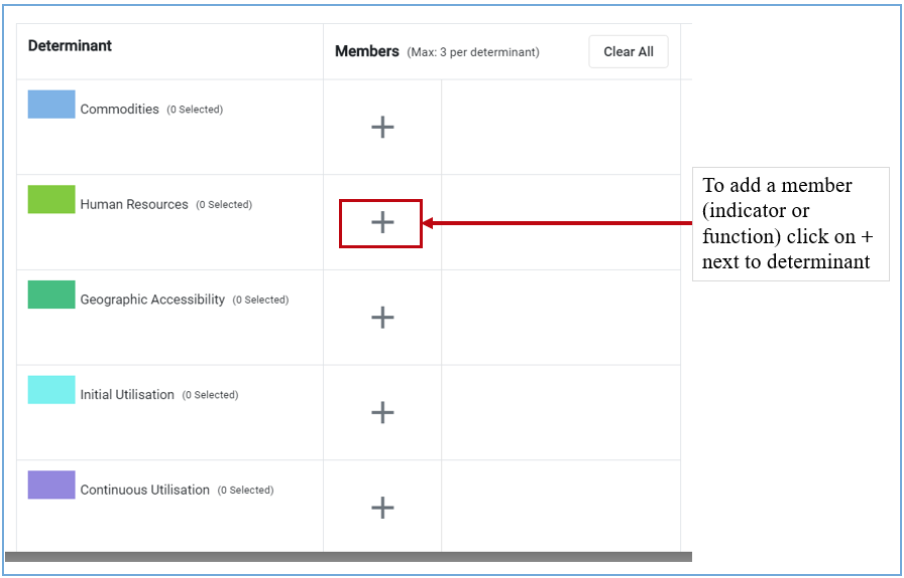 Determinant
Members (Max: 3 per determinant)
Clear All
Commodities (0 Selected)
Human Resources (0 Selected)
To add a member
(indicator or
function) click on +
next to determinant
Geographic Accessibility (0 Selected)
Initial Utilisation (0 Selected)
Continuous Utilisation (0 Selected)